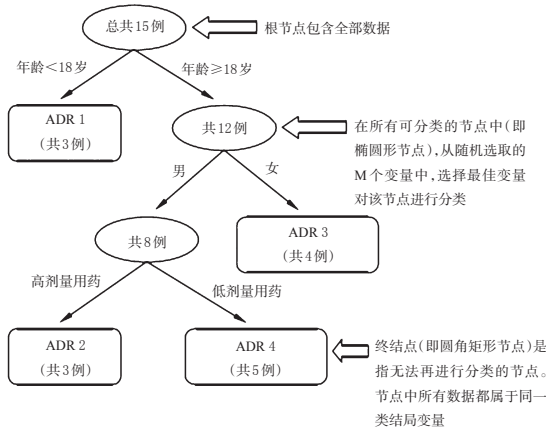 总共15例
根节点包含全部数据
年龄<18岁
年龄≥18岁
ADR 1
(共3例)
共12例
在所有可分类的节点中(即
椭圆形节点),从随机选取的
M个变量中,选择最佳变量
对该节点进行分类
男
女
共8例
ADR 3
(共4例)
高剂量用药
低剂量用药
ADR 2
(共3例)
ADR 4
(共5例)
终结点(即圆角矩形节点)是
指无法再进行分类的节点。
节点中所有数据都属于同一
类结局变量